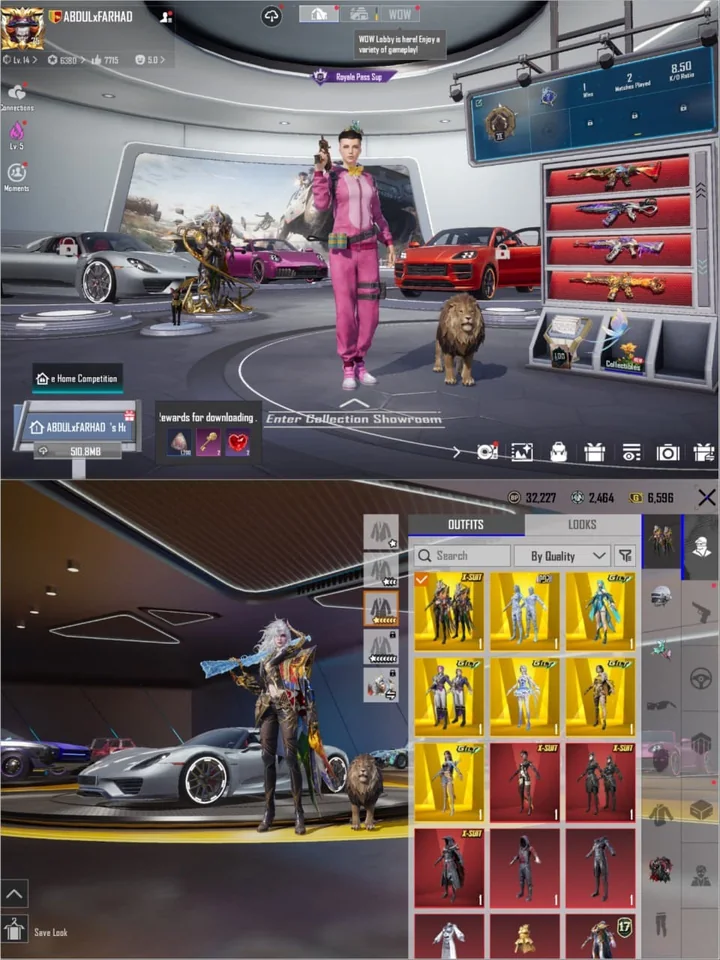 ABDULxFARHAD
Lv. 14 > 6380 > 7715 5.0 >
WOW
WOW Lobby is here! Enjoy a
variety of gameplay!
Royale Pass Sup
1 2 8.50
Wins Matches Played K/D Ratio
Connections
Lv. 5
Moments
Collectibles
e Home Competition
ABDULxFARHAD 's
510.8MB
ewards for downloading .
Enter Collection Showroom
32,227 2,464 6,596
OUTFITS LOOKS
Search By Quality
X-SUIT
X-SUIT X-SUIT
X-SUIT
17
Save Look